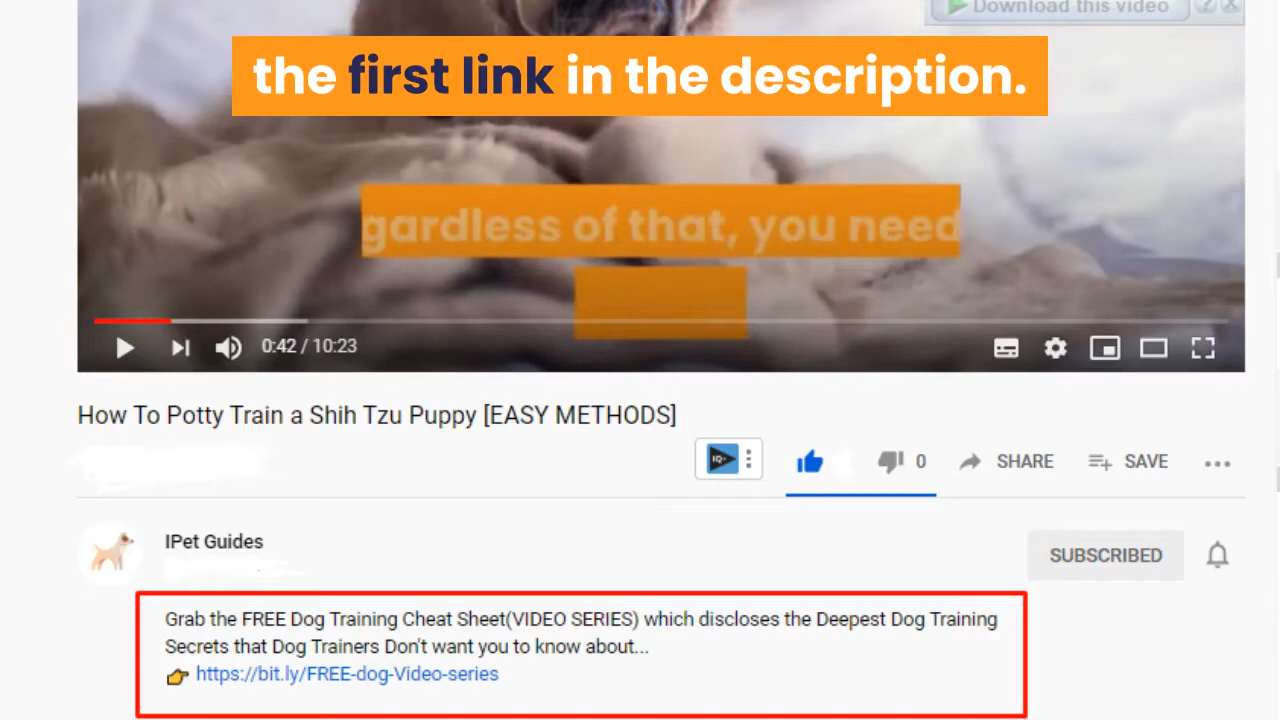 Download this video
the first link in the description.
gardless of that, you need
0:42 / 10:23
How To Potty Train a Shih Tzu Puppy [EASY METHODS]
IQ
0 SHARE SAVE
IPet Guides
SUBSCRIBED
Grab the FREE Dog Training Cheat Sheet(VIDEO SERIES) which discloses the Deepest Dog Training
Secrets that Dog Trainers Don't want you to know about...
https://bit.ly/FREE-dog-Video-series